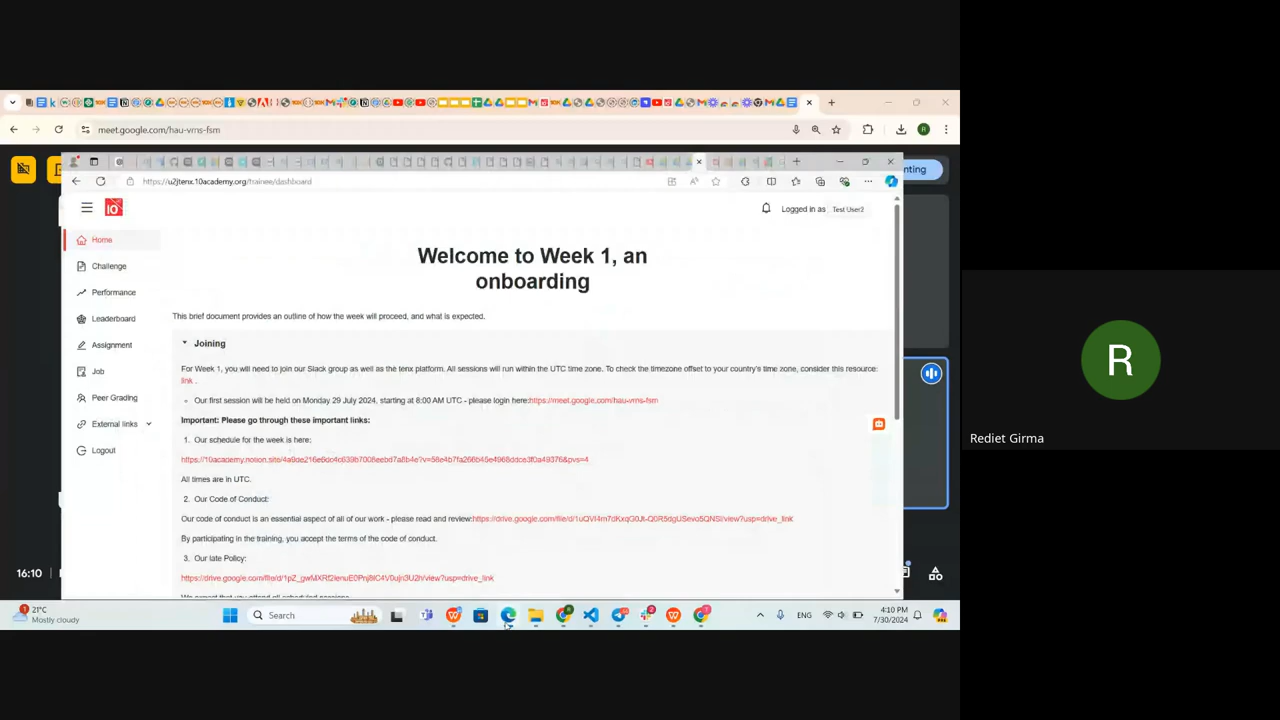 meet.google.com/hau-vrns-fsm
nting
https://u2jtenx.10academy.org/trainee/dashboard
10
Logged in as Test User2
Home
Challenge
Performance
Leaderboard
Assignment
Job
Peer Grading
External links
Logout
Welcome to Week 1, an
onboarding
This brief document provides an outline of how the week will proceed, and what is expected.
Joining
For Week 1, you will need to join our Slack group as well as the tenx platform. All sessions will run within the UTC time zone. To check the timezone offset to your country's time zone, consider this resource:
link .
Our first session will be held on Monday 29 July 2024, starting at 8:00 AM UTC - please login here:https://meet.google.com/hau-vrns-fsm
Important: Please go through these important links:
1. Our schedule for the week is here:
All times are in UTC.
2. Our Code of Conduct:
Our code of conduct is an essential aspect of all of our work - please read and review:
By participating in the training, you accept the terms of the code of conduct.
3. Our late Policy:
We expect that you attend all scheduled sessions
R
Rediet Girma
16:10
21°C
Mostly cloudy
Search
ENG
4:10 PM
7/30/2024